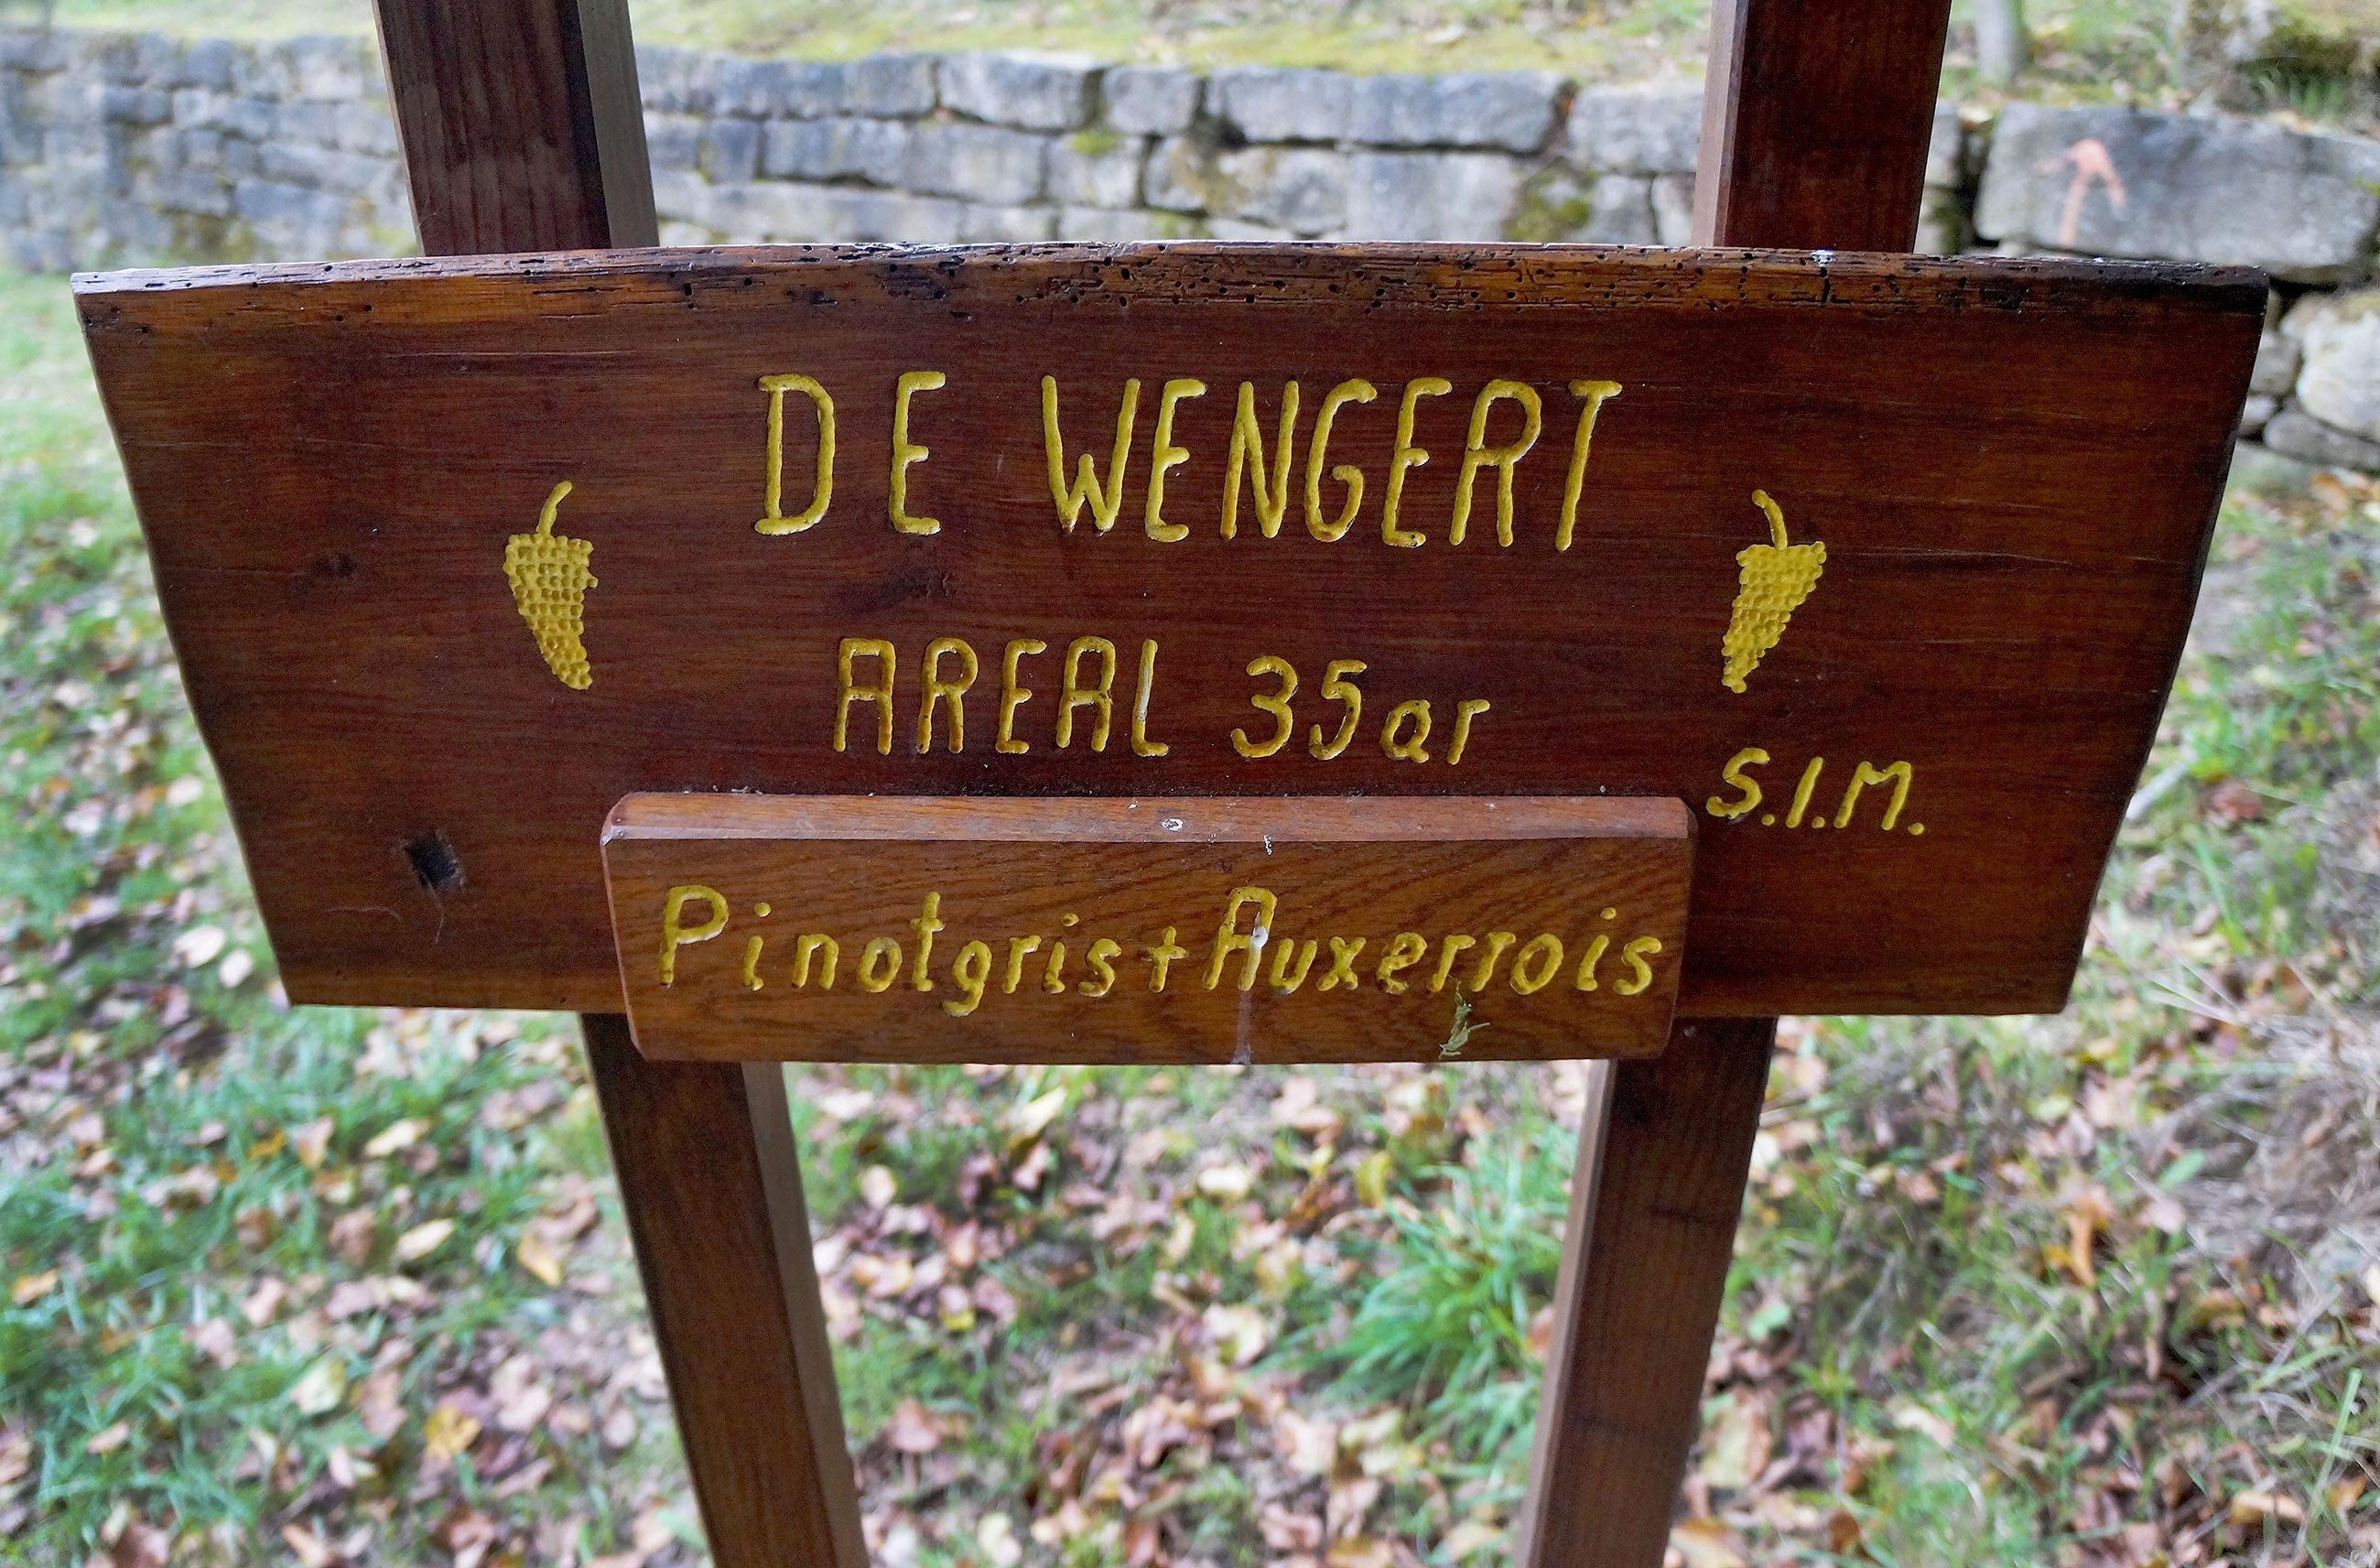 DE WENGERT
AREAL 35ar
S.I.M.
Pinotgris + Auxerrois